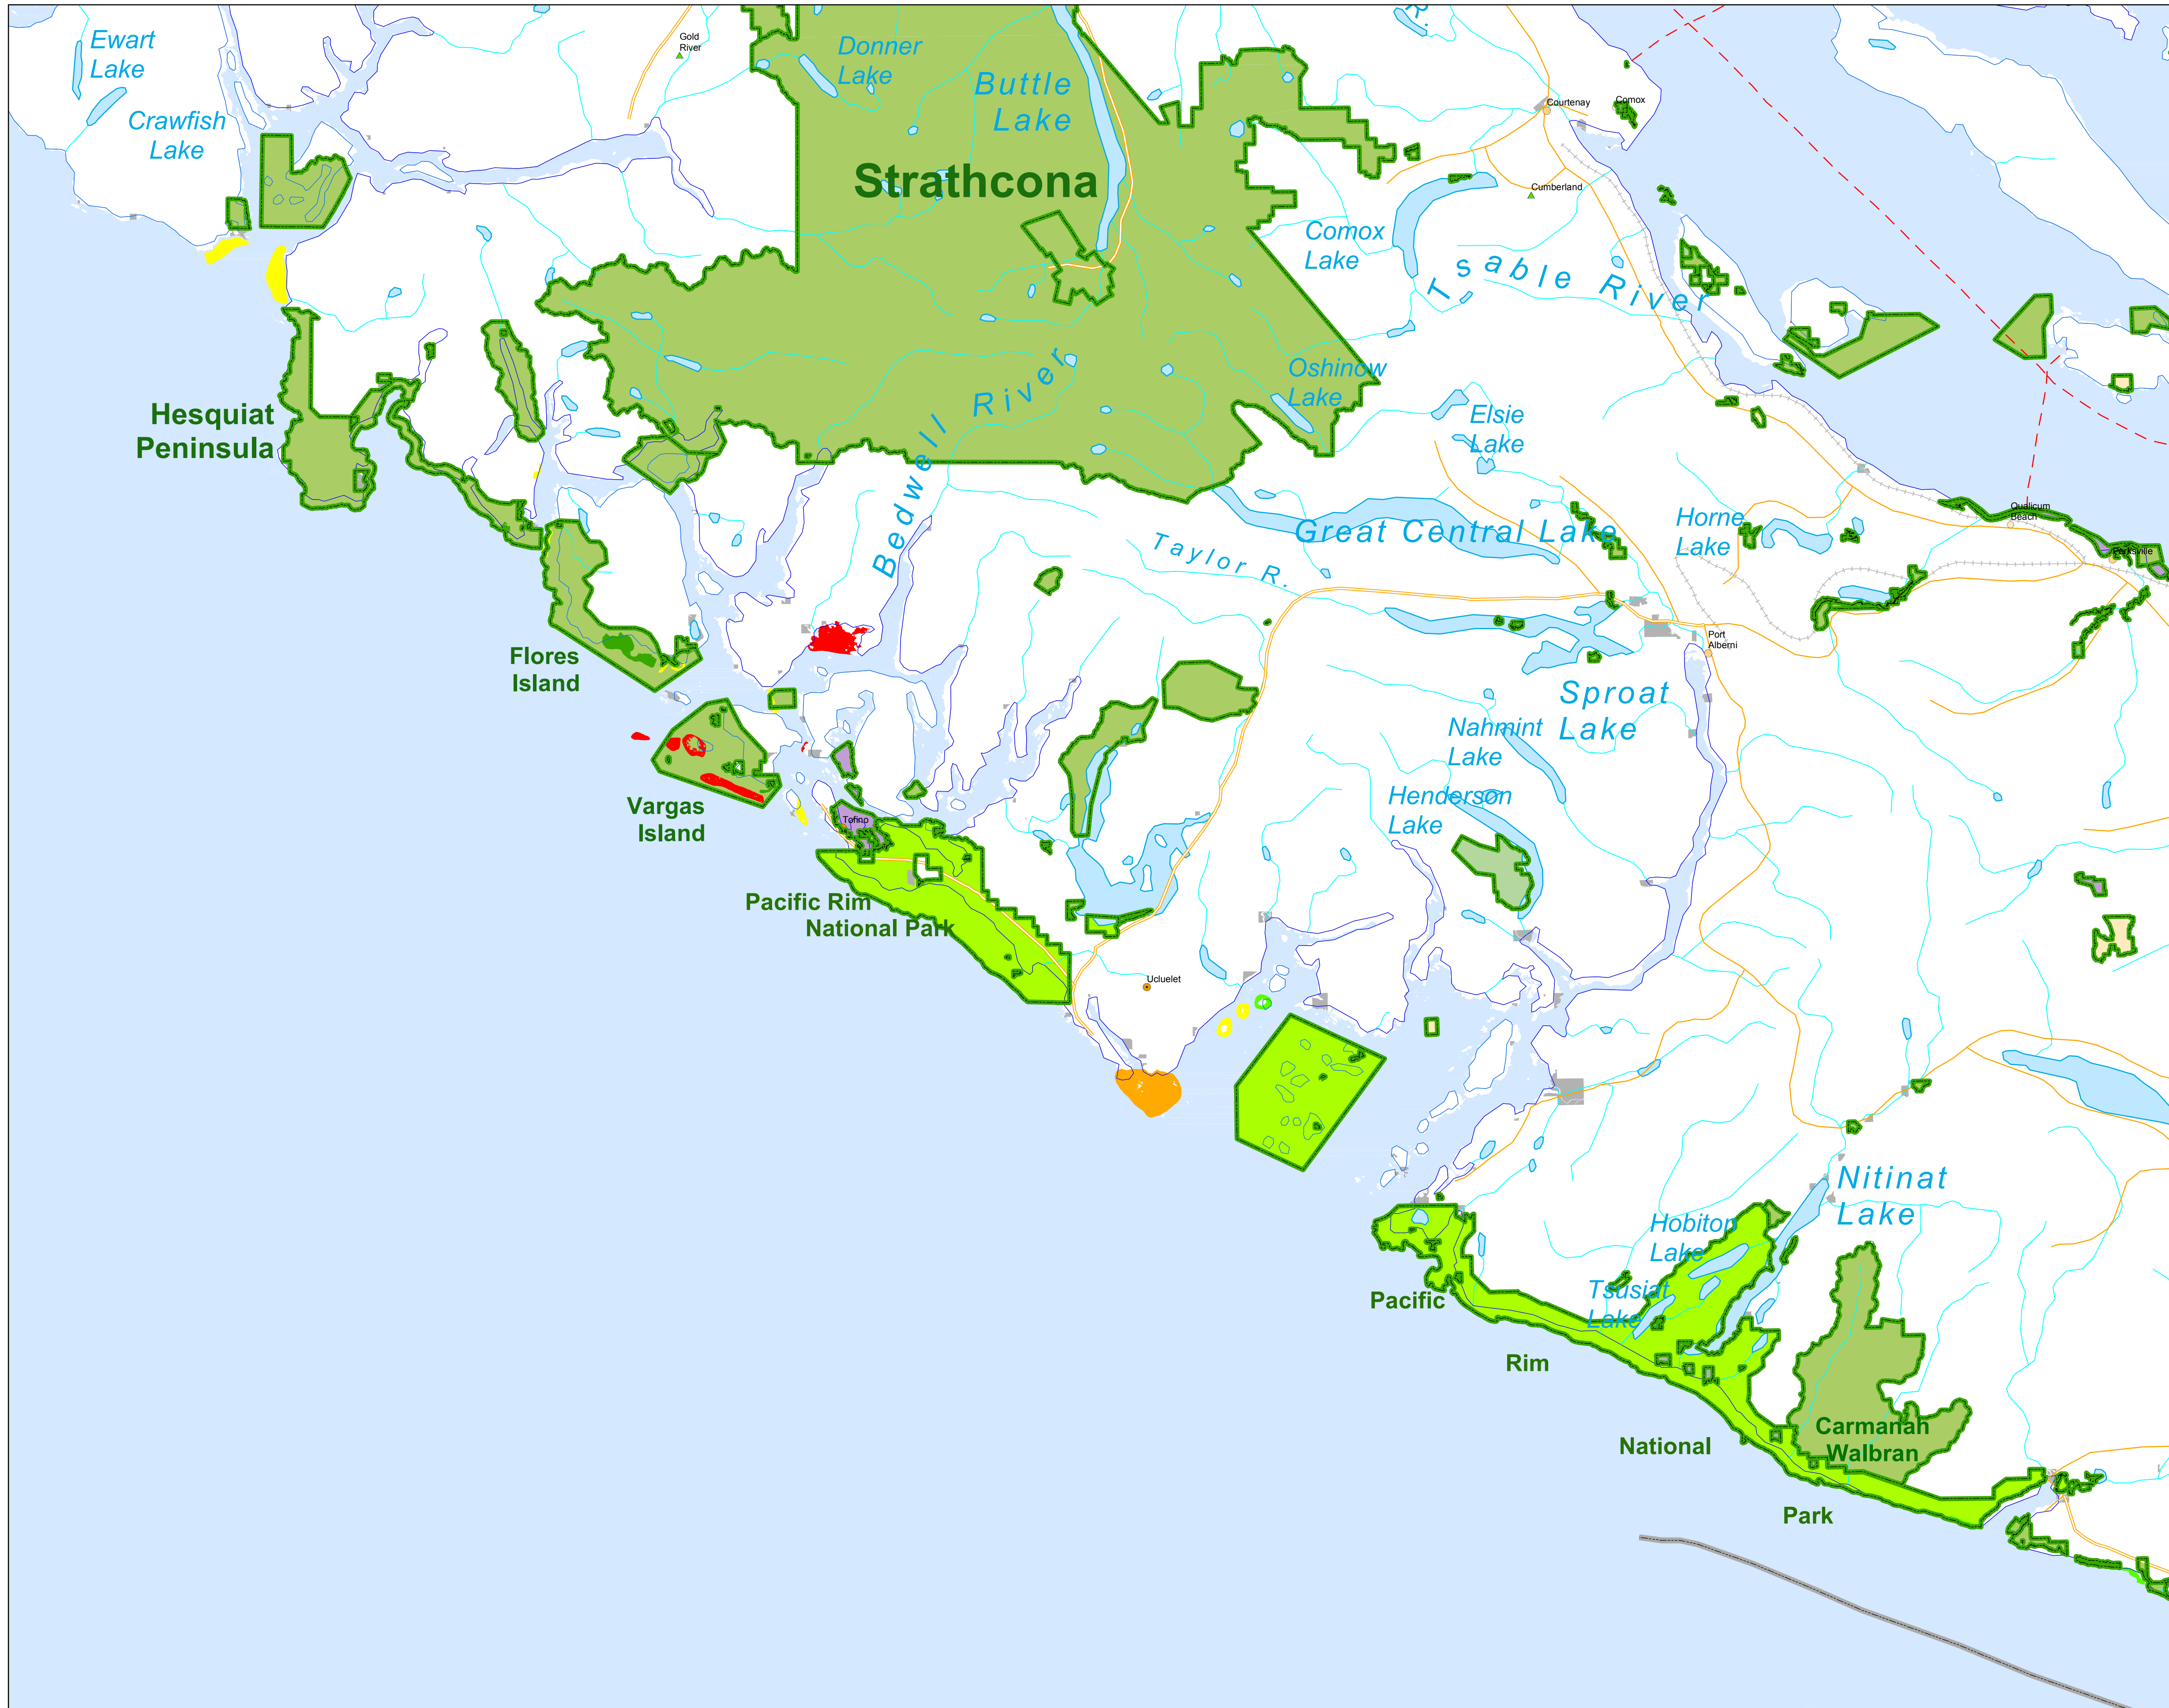 Ewart
Lake
Crawfish
Lake
Gold
River
Donner
Lake
Buttle
Lake
R.
Strathcona
Courtenay
Comox
Cumberland
Comox
Lake
Tsable River
Hesquiat
Peninsula
Bedwell River
Oshinow
Lake
Elsie
Lake
Great Central Lake
Taylor R.
Horne
Lake
Qualicum
Beach
Parksville
Port
Alberni
Flores
Island
Sproat
Lake
Nahmint
Lake
Henderson
Lake
Vargas
Island
Tofino
Pacific Rim
National Park
Ucluelet
Nitinat
Lake
Hobiton
Lake
Tsusiat
Lake
Pacific
Rim
National
Park
Carmanah
Walbran